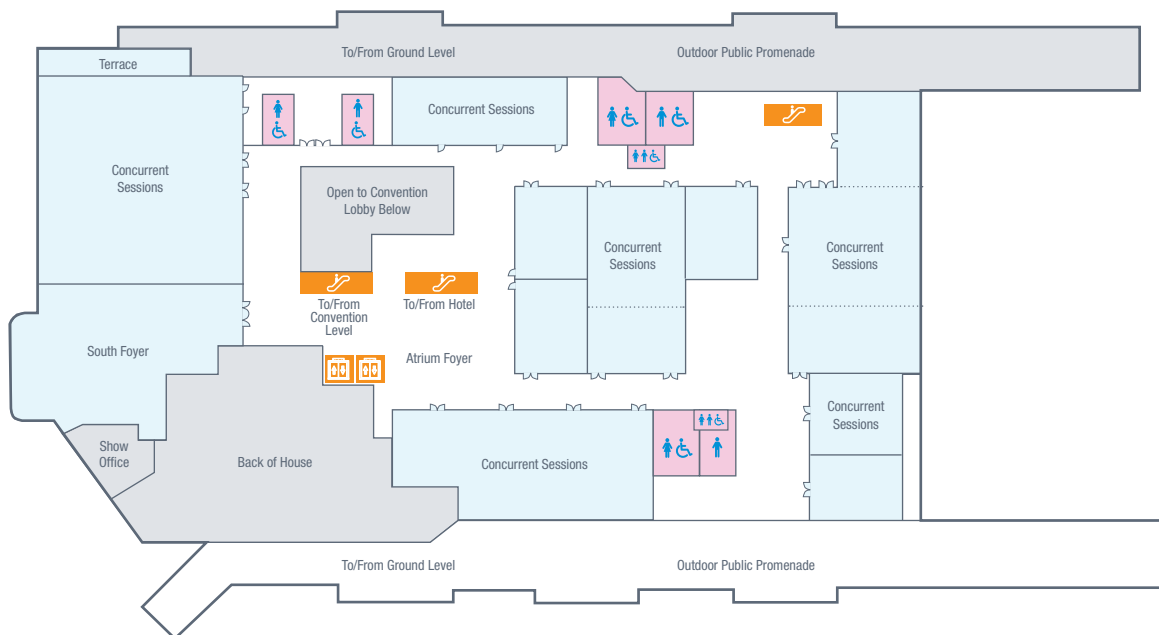 To/From Ground Level
Outdoor Public Promenade
Terrace
Concurrent Sessions
Concurrent
Sessions
Open to Convention
Lobby Below
Concurrent
Sessions
Concurrent
Sessions
To/From
Convention
Level
To/From Hotel
South Foyer
Atrium Foyer
Concurrent
Sessions
Show
Office
Back of House
Concurrent Sessions
To/From Ground Level
Outdoor Public Promenade